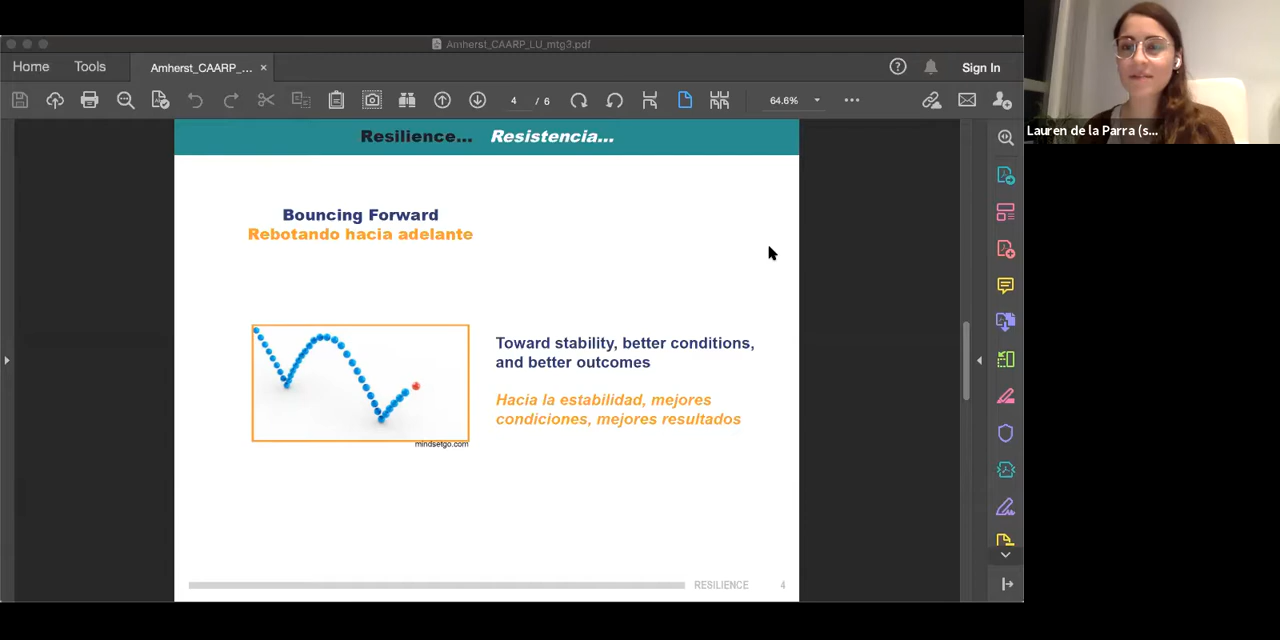 Amherst_CAARP_LU_mtg3.pdf
Home
Tools
Amherst_CAARP_...
×
Sign In
4 / 6
64.6%
Lauren de la Parra (s...
Resilience... Resistencia...
Bouncing Forward
Rebotando hacia adelante
Toward stability, better conditions,
and better outcomes
Hacia la estabilidad, mejores
condiciones, mejores resultados
mindsetgo.com
RESILIENCE 4